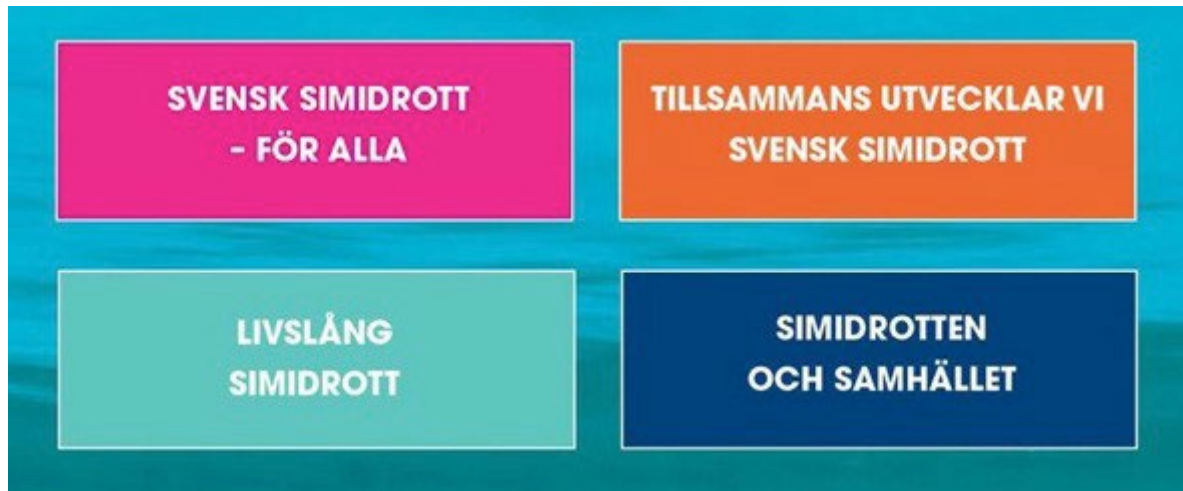 SVENSK SIMIDROTT
– FÖR ALLA
TILLSAMMANS UTVECKLAR VI
SVENSK SIMIDROTT
LIVSLÅNG
SIMIDROTT
SIMIDROTTEN
OCH SAMHÄLLET